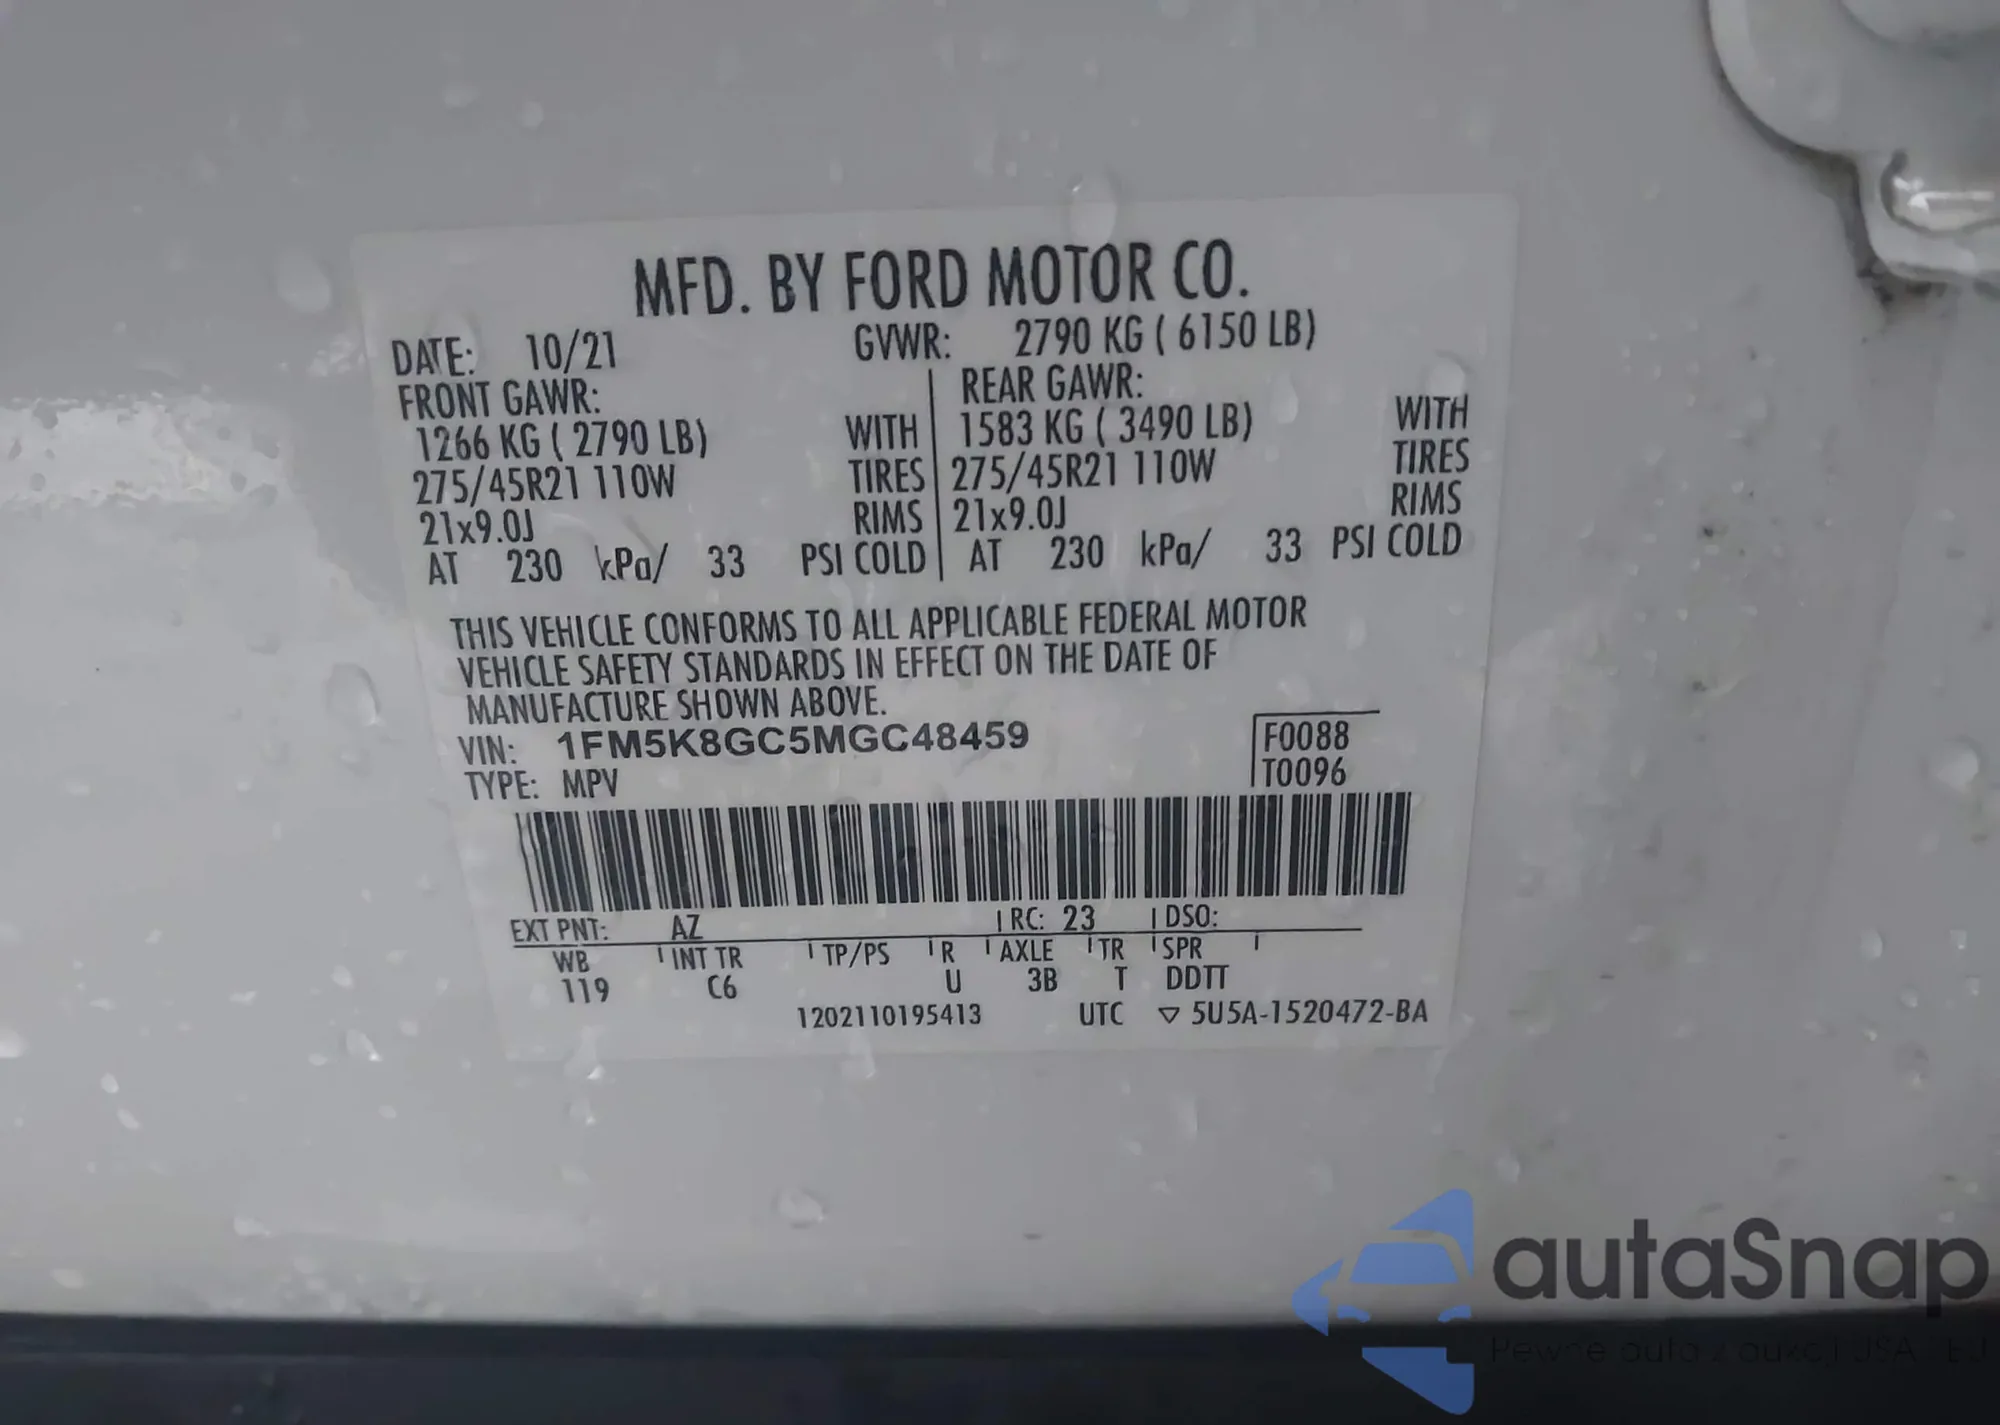 MFD. BY FORD MOTOR CO.
DATE: 10/21 GVWR: 2790 KG ( 6150 LB)
FRONT GAWR: REAR GAWR:
1266 KG ( 2790 LB) WITH 1583 KG ( 3490 LB) WITH
275/45R21 110W TIRES 275/45R21 110W TIRES
21x9.0J RIMS 21x9.0J RIMS
AT 230 kPa/ 33 PSI COLD AT 230 kPa/ 33 PSI COLD
THIS VEHICLE CONFORMS TO ALL APPLICABLE FEDERAL MOTOR
VEHICLE SAFETY STANDARDS IN EFFECT ON THE DATE OF
MANUFACTURE SHOWN ABOVE.
VIN: 1FM5K8GC5MGC48459 F0088
TYPE: MPV T0096
EXT PNT: AZ RC: 23 DSO:
WB INT TR TP/PS R AXLE TR SPR
119 C6 U 3B T DDTT
1202110195413 UTC ▽ 5U5A-1520472-BA
autaSnap
Pewne auta z aukcji USA EU